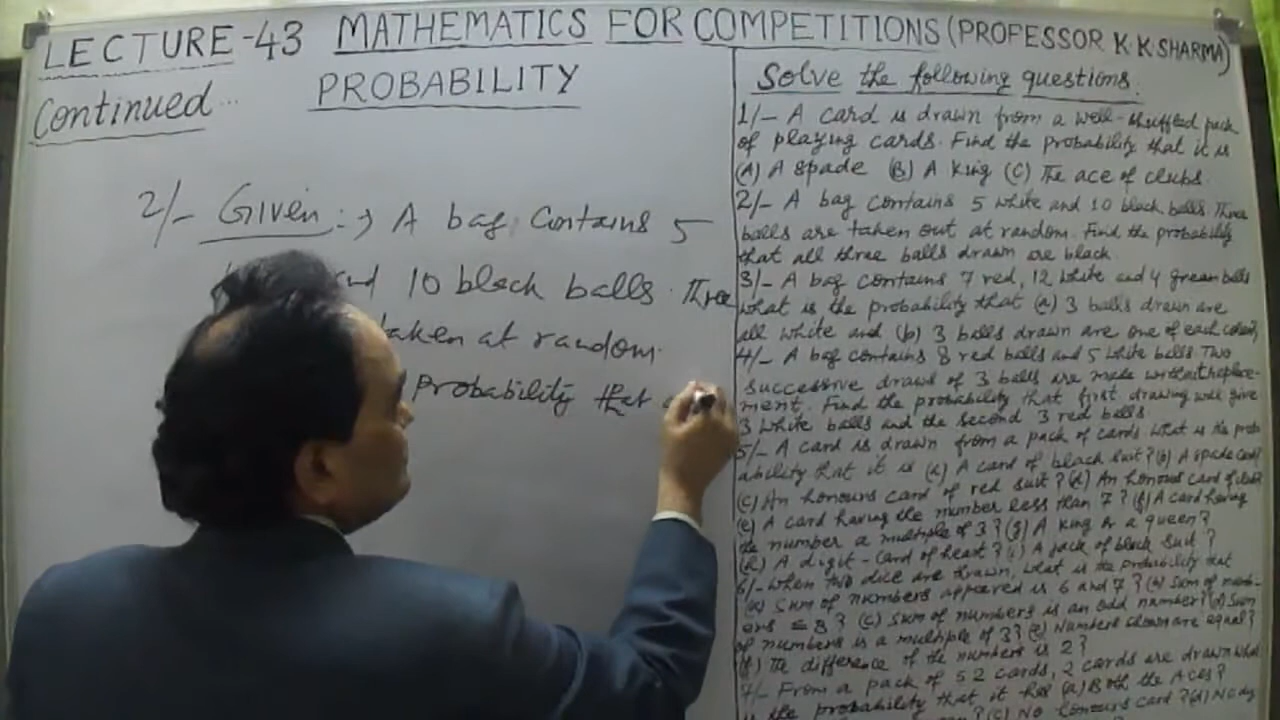 LECTURE-43 MATHEMATICS FOR COMPETITIONS (PROFESSOR K.K.SHARMA)
Continued... PROBABILITY
2/- Given:→ A bag contains 5
10 black balls. Three
taken at random.
Probability that
Solve the following questions.
1/- A card is drawn from a well-shuffled pack
of playing cards. Find the probability that it is
(A) A spade (B) A King (C) The ace of clubs.
2/- A bag contains 5 white and 10 black balls. Three
balls are taken out at random. Find the probability
that all three balls drawn are black.
3/- A bag contains 7 red, 12 white and 4 green balls
what is the probability that (a) 3 balls drawn are
all white and (b) 3 balls drawn are one of each colour?
4/- A bag contains 8 red balls and 5 white balls. Two
successive draws of 3 balls are made without replace-
ment. Find the probability that first drawing will give
3 white balls and the second 3 red balls.
5/- A card is drawn from a pack of cards. What is the prob-
ability that it is (a) A card of black suit? (b) A spade card?
(c) An honours card of red suit? (d) An honours card of club?
(e) A card having the number less than 7? (f) A card having
the number a multiple of 3? (g) A king or a queen?
(h) A digit-card of heart? (i) A jack of black suit?
6/- When two dice are thrown, what is the probability that
(a) Sum of numbers appeared is 6 and 7? (b) Sum of numb-
ers ≤ 8? (c) Sum of numbers is an odd number? (d) Sum
of numbers is a multiple of 3? (e) Numbers shown are equal?
(f) The difference of the numbers is 2?
7/- From a pack of 52 cards, 2 cards are drawn what
is the probability that it has (a) Both the Aces?
(c) No honours card? (d)